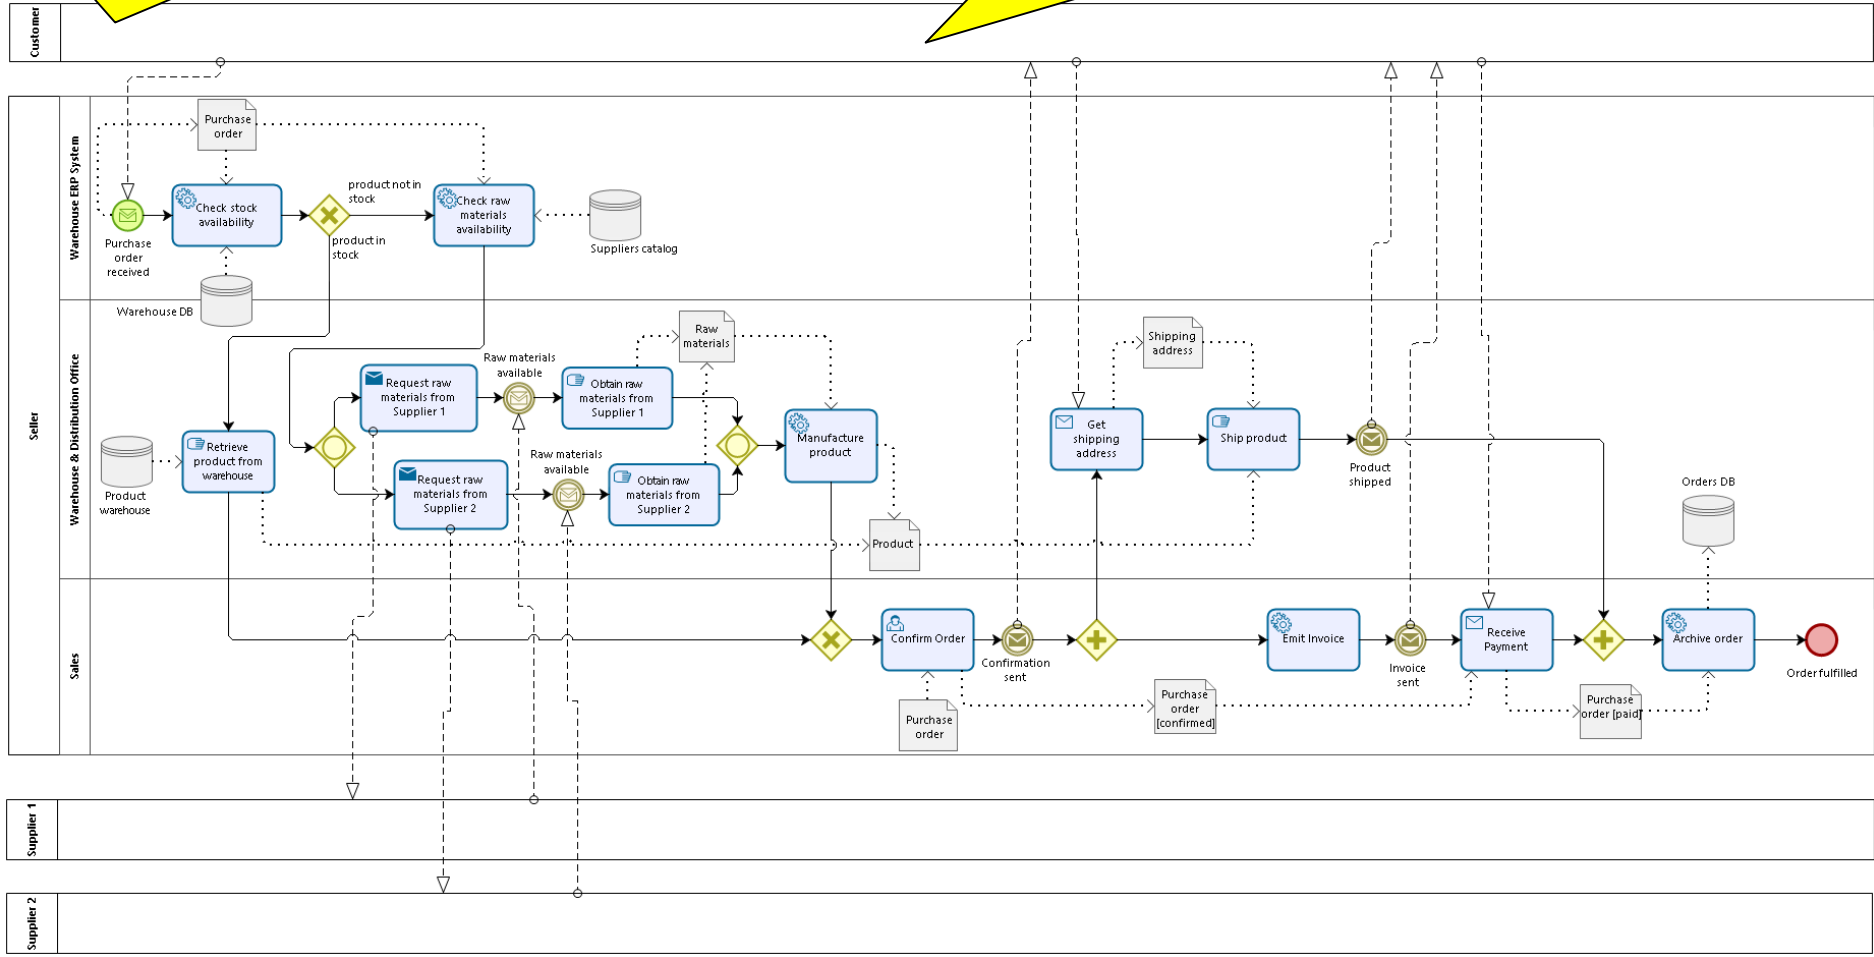 Customer
Seller
Warehouse ERP System
Purchase
order
Purchase
order
received
Check stock
availability
Warehouse DB
product not in
stock
product in
stock
Check raw
materials
availability
Suppliers catalog
Warehouse & Distribution Office
Product
warehouse
Retrieve
product from
warehouse
Request raw
materials from
Supplier 1
Raw materials
available
Obtain raw
materials from
Supplier 1
Raw
materials
Request raw
materials from
Supplier 2
Raw materials
available
Obtain raw
materials from
Supplier 2
Manufacture
product
Product
Get
shipping
address
Shipping
address
Ship product
Product
shipped
Orders DB
Sales
Confirm Order
Purchase
order
Confirmation
sent
Purchase
order
[confirmed]
Emit Invoice
Invoice
sent
Receive
Payment
Purchase
order [paid]
Archive order
Order fulfilled
Supplier 1
Supplier 2